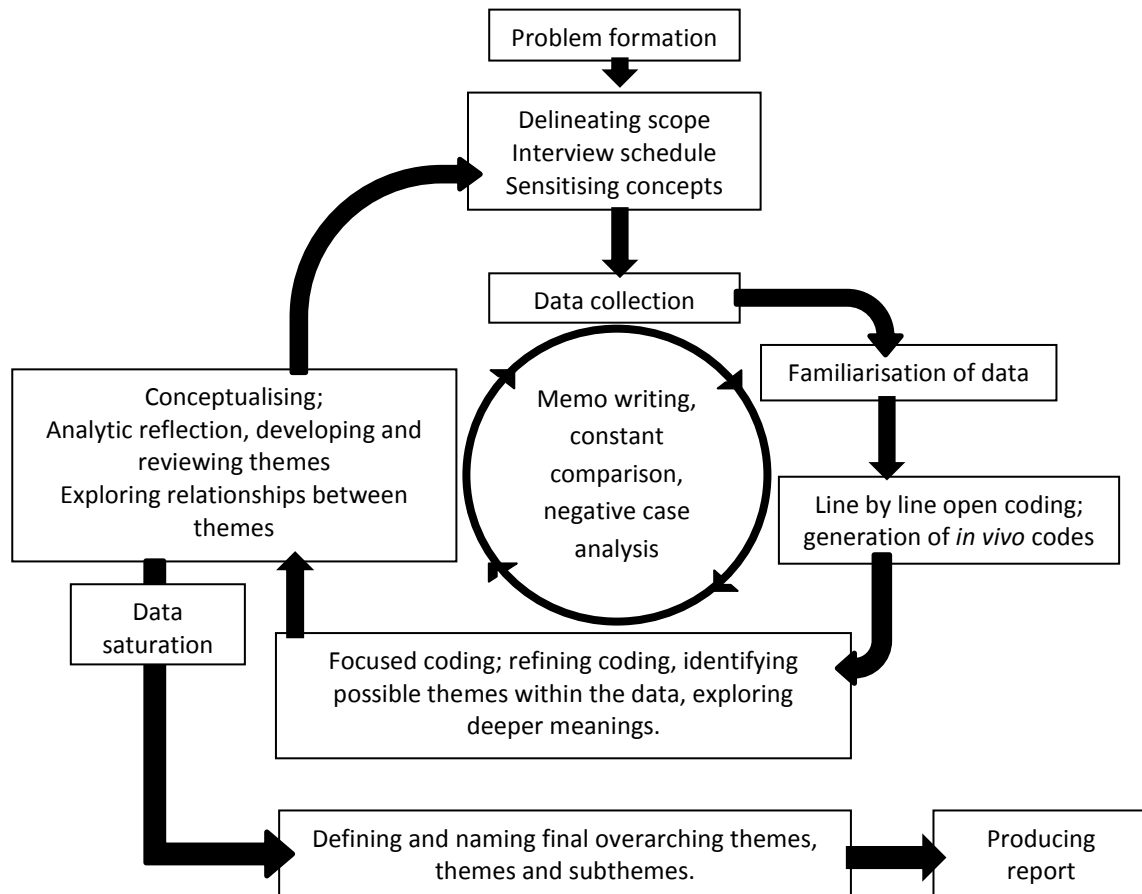 Problem formation
Delineating scope
Interview schedule
Sensitising concepts
Data collection
Familiarisation of data
Line by line open coding;
generation of in vivo codes
Memo writing,
constant
comparison,
negative case
analysis
Conceptualising;
Analytic reflection, developing and
reviewing themes
Exploring relationships between
themes
Data
saturation
Focused coding; refining coding, identifying
possible themes within the data, exploring
deeper meanings.
Defining and naming final overarching themes,
themes and subthemes.
Producing
report